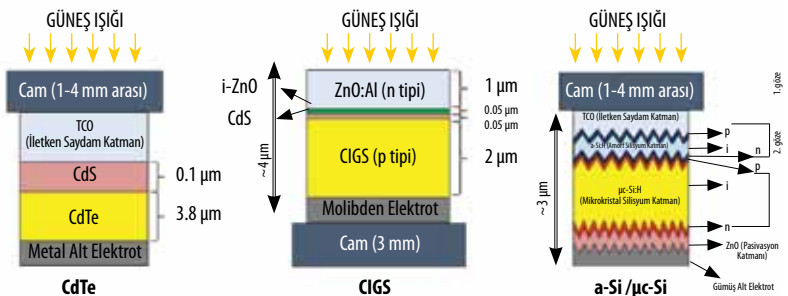 GÜNEŞ IŞIĞI
Cam (1-4 mm arası)
TCO
(İletken Saydam Katman)
CdS
0.1 µm
CdTe
3.8 µm
Metal Alt Elektrot
CdTe
GÜNEŞ IŞIĞI
i-ZnO
CdS
~4 µm
ZnO:Al (n tipi)
1 µm
0.05 µm
0.05 µm
CIGS (p tipi)
2 µm
Molibden Elektrot
Cam (3 mm)
CIGS
GÜNEŞ IŞIĞI
Cam (1-4 mm arası)
1. göze
TCO (İletken Saydam Katman)
p
a-Si:H (Amorf Silisyum Katman)
i
n
2. göze
p
~3 µm
µc-Si:H
(Mikrokristal Silisyum Katman)
i
n
ZnO (Pasivasyon
Katmanı)
Gümüş Alt Elektrot
a-Si /µc-Si